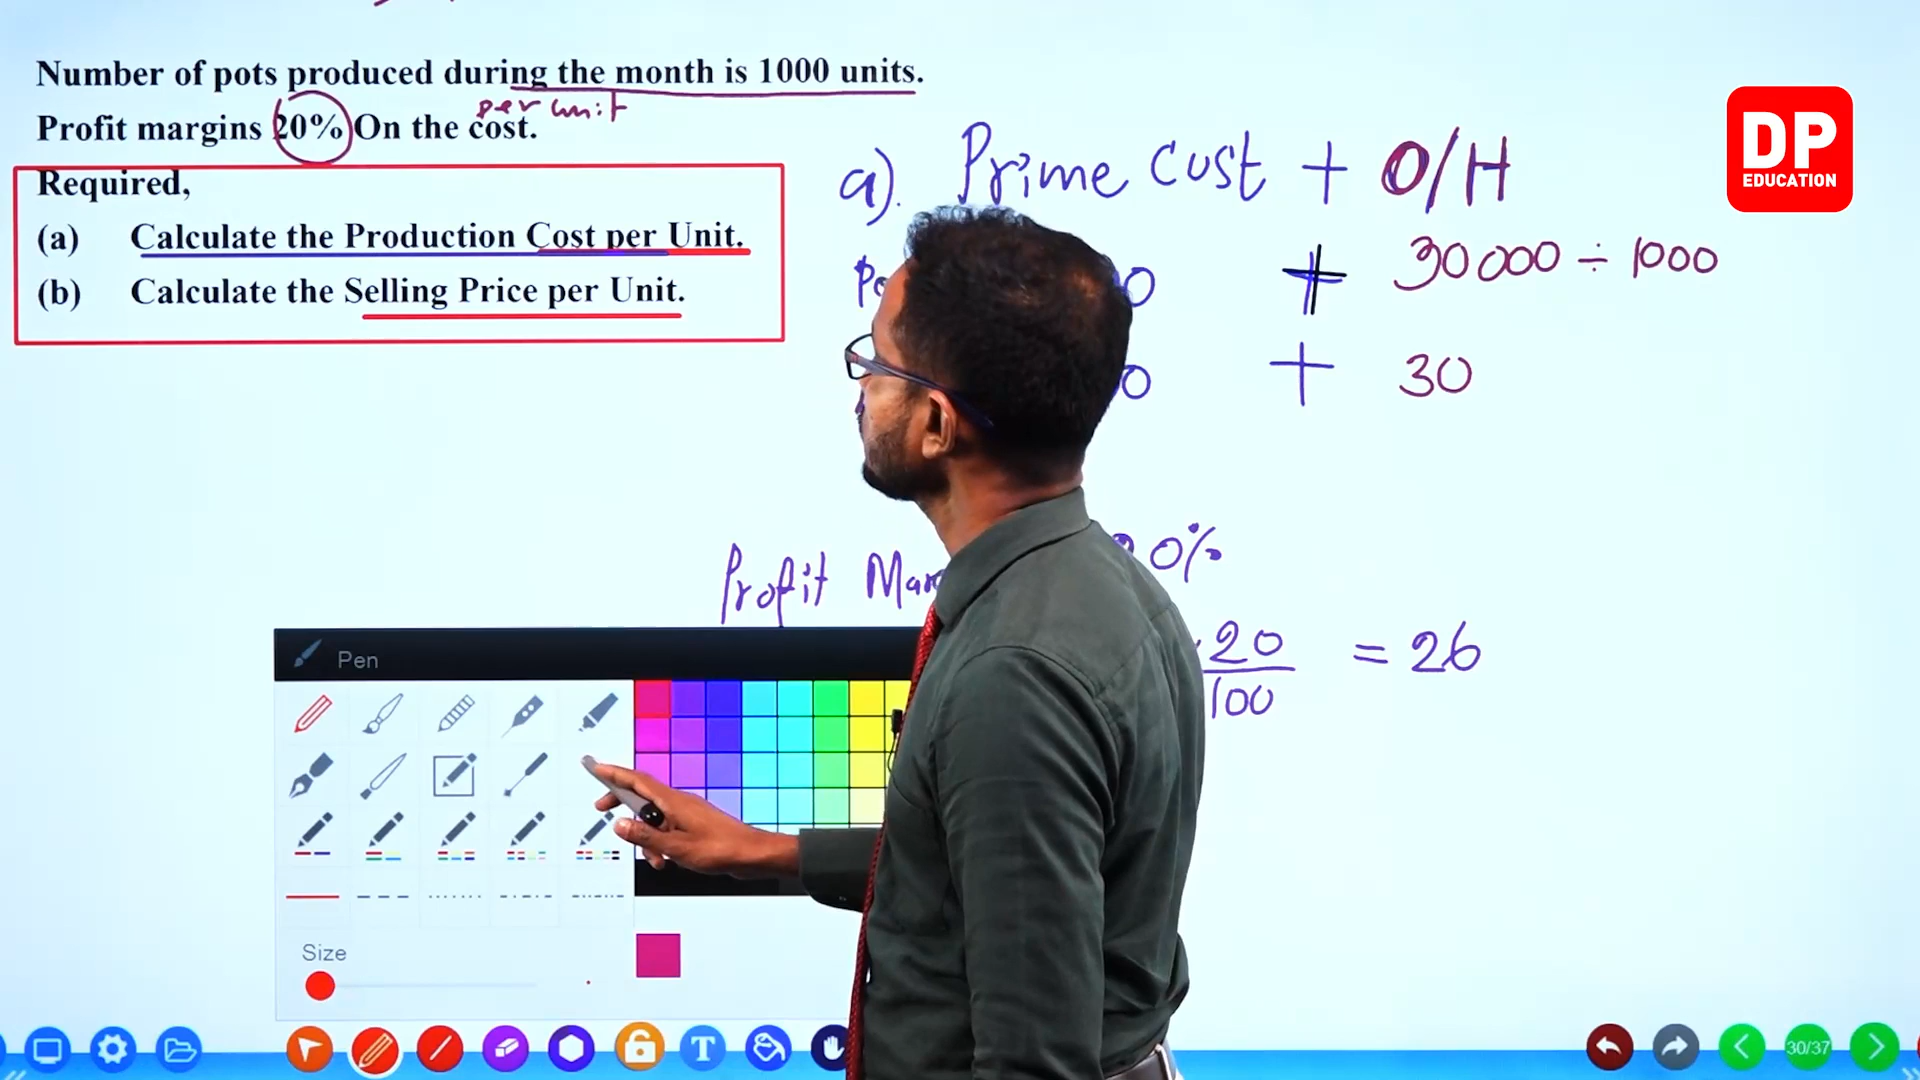 Number of pots produced during the month is 1000 units.
per unit
Profit margins 20% On the cost.
Required,
(a) Calculate the Production Cost per Unit.
(b) Calculate the Selling Price per Unit.
a). Prime Cost + O/H
+ 30000 ÷ 1000
+ 30
Profit
20
100
= 26
DP
EDUCATION
Pen
Size
T
30/37